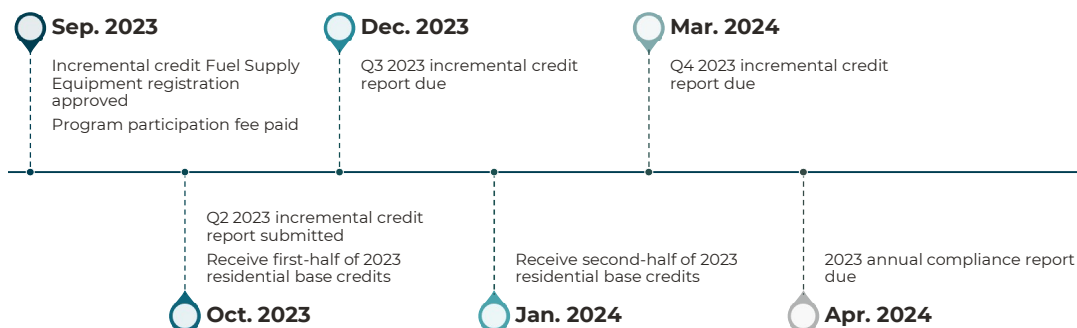 Sep. 2023
Incremental credit Fuel Supply
Equipment registration
approved
Program participation fee paid
Dec. 2023
Q3 2023 incremental credit
report due
Mar. 2024
Q4 2023 incremental credit
report due
Q2 2023 incremental credit
report submitted
Receive first-half of 2023
residential base credits
Oct. 2023
Receive second-half of 2023
residential base credits
Jan. 2024
2023 annual compliance report
due
Apr. 2024